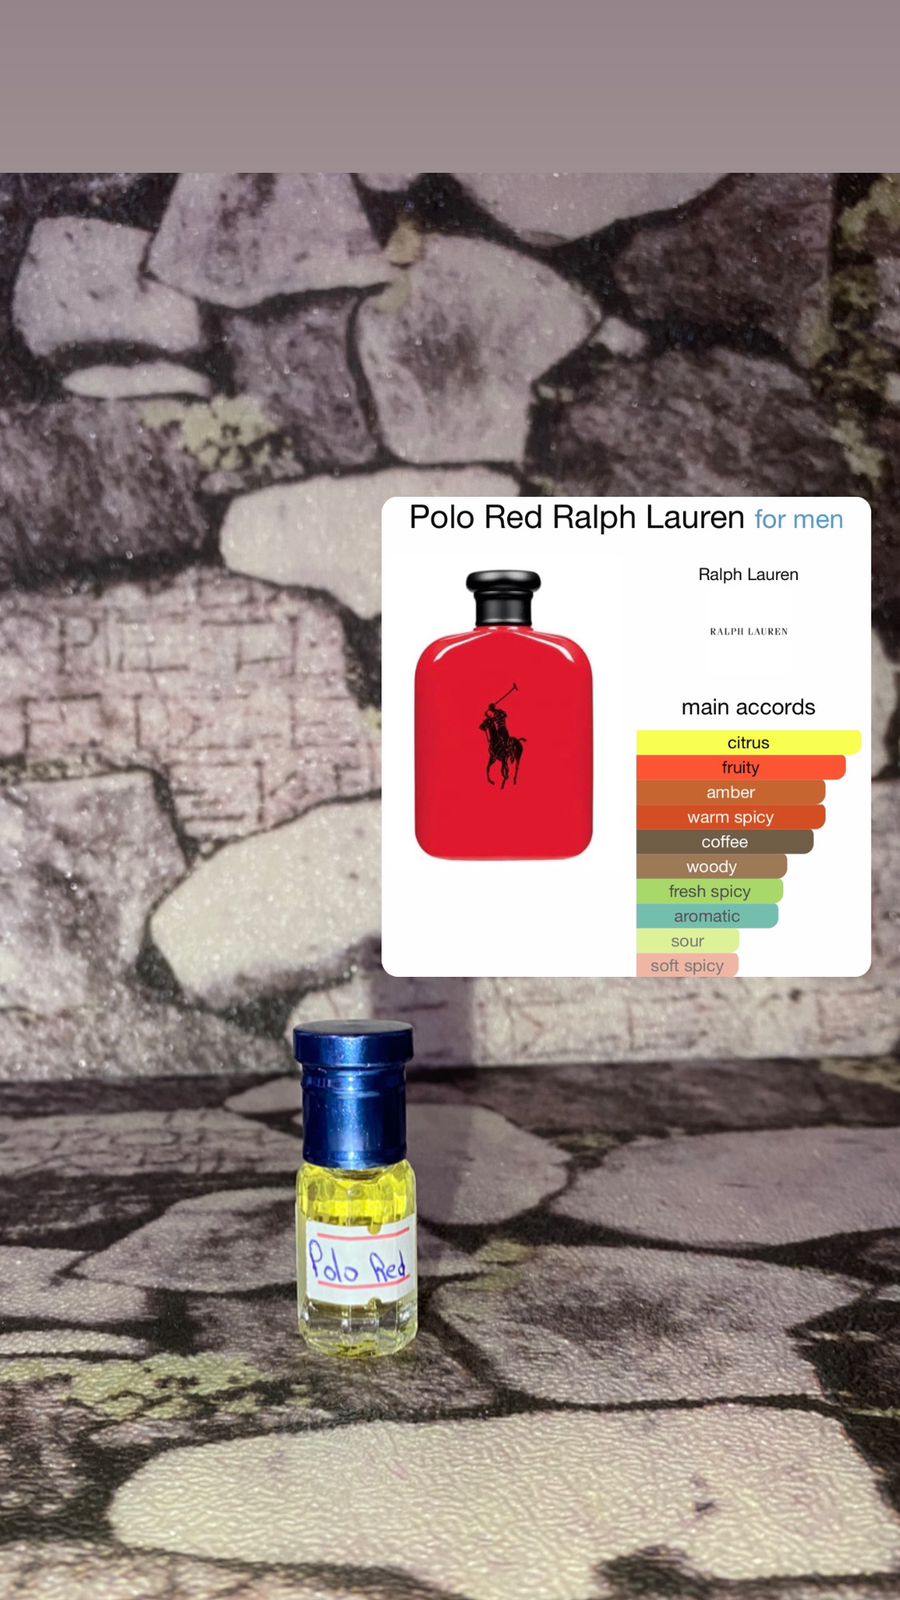 Polo Red Ralph Lauren for men
Ralph Lauren
RALPH LAUREN
main accords
citrus
fruity
amber
warm spicy
coffee
woody
fresh spicy
aromatic
sour
soft spicy
Polo Red